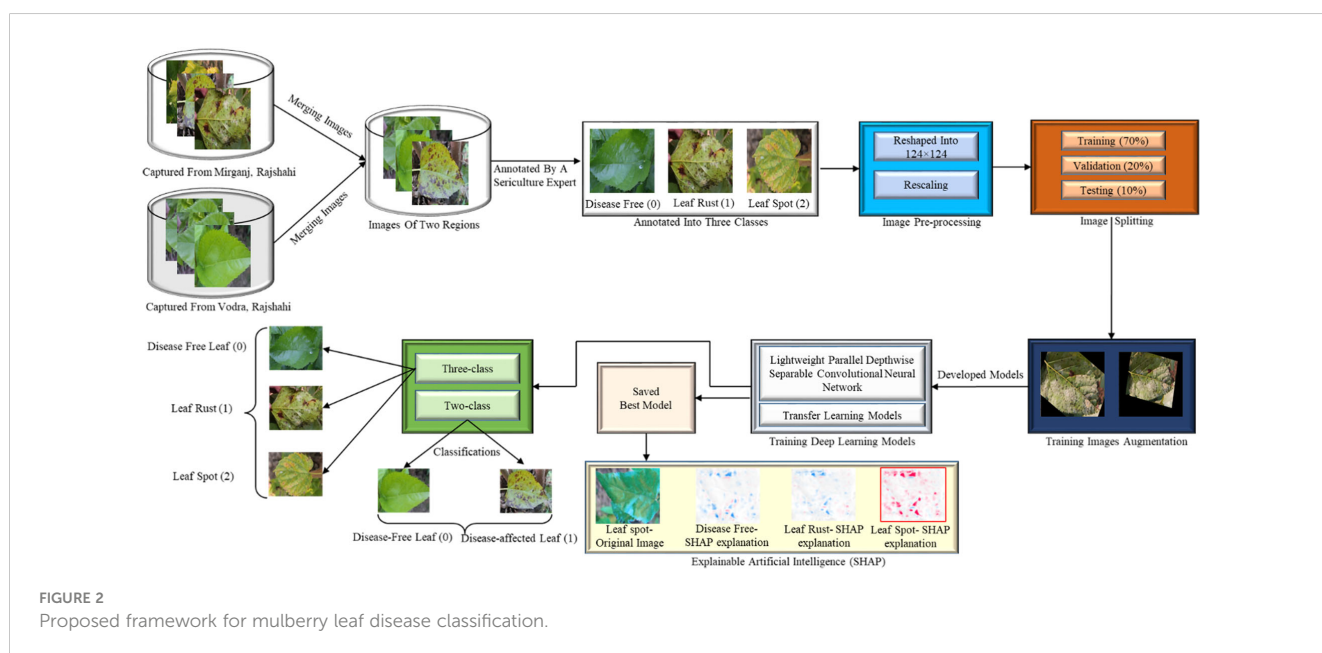 Merging Images
Captured From Mirganj, Rajshahi
Merging Images
Captured From Vodra, Rajshahi
Images Of Two Regions
Annotated By A
Sericulture Expert
Disease Free (0)
Leaf Rust (1)
Leaf Spot (2)
Annotated Into Three Classes
Reshaped Into
124×124
Rescaling
Image Pre-processing
Training (70%)
Validation (20%)
Testing (10%)
Image Splitting
Training Images Augmentation
Developed Models
Lightweight Parallel Depthwise
Separable Convolutional Neural
Network
Transfer Learning Models
Training Deep Learning Models
Saved
Best Model
Three-class
Two-class
Classifications
Disease Free Leaf (0)
Leaf Rust (1)
Leaf Spot (2)
Disease-Free Leaf (0)
Disease-affected Leaf (1)
Leaf spot-
Original Image
Disease Free-
SHAP explanation
Leaf Rust- SHAP
explanation
Leaf Spot- SHAP
explanation
Explainable Artificial Intelligence (SHAP)
FIGURE 2
Proposed framework for mulberry leaf disease classification.